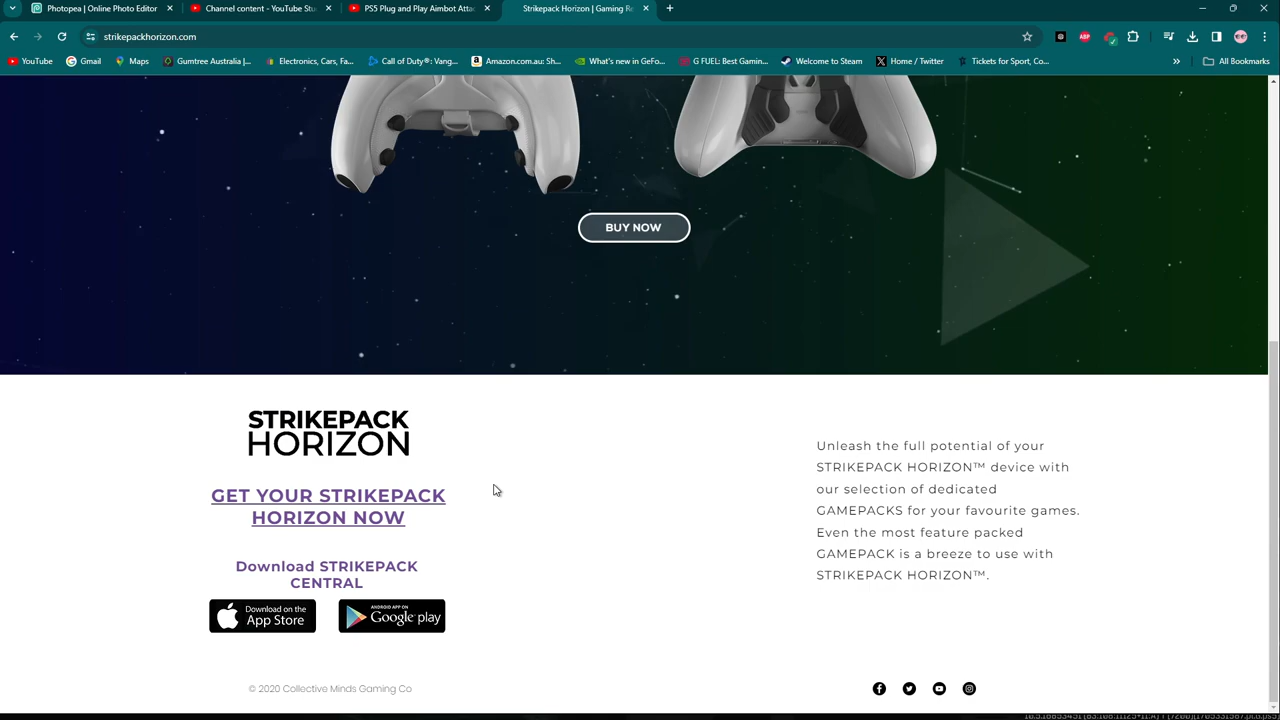 Photopea | Online Photo Editor
Channel content - YouTube Stu
PS5 Plug and Play Aimbot Attac
Strikepack Horizon | Gaming Re
strikepackhorizon.com
YouTube
Gmail
Maps
Gumtree Australia|...
Electronics, Cars, Fa...
Call of Duty®: Vang...
Amazon.com.au: Sh...
What's new in GeFo...
G FUEL: Best Gamin...
Welcome to Steam
Home / Twitter
Tickets for Sport, Co...
All Bookmarks
BUY NOW
STRIKEPACK
HORIZON
GET YOUR STRIKEPACK
HORIZON NOW
Download STRIKEPACK
CENTRAL
Download on the
App Store
ANDROID APP ON
Google play
Unleash the full potential of your
STRIKEPACK HORIZON™ device with
our selection of dedicated
GAMEPACKS for your favourite games.
Even the most feature packed
GAMEPACK is a breeze to use with
STRIKEPACK HORIZON™.
© 2020 Collective Minds Gaming Co